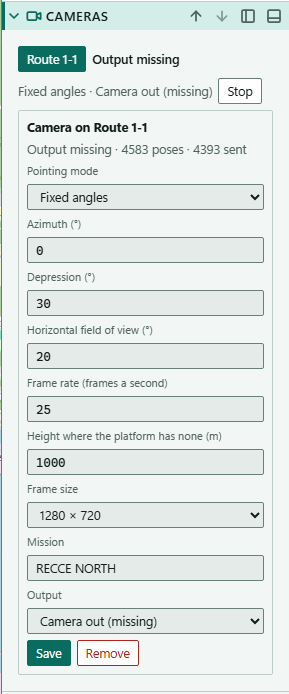 CAMERAS
Route 1-1 Output missing
Fixed angles · Camera out (missing) Stop
Camera on Route 1-1
Output missing · 4583 poses · 4393 sent
Pointing mode
Fixed angles
Azimuth (°)
0
Depression (°)
30
Horizontal field of view (°)
20
Frame rate (frames a second)
25
Height where the platform has none (m)
1000
Frame size
1280 × 720
Mission
RECCE NORTH
Output
Camera out (missing)
Save Remove